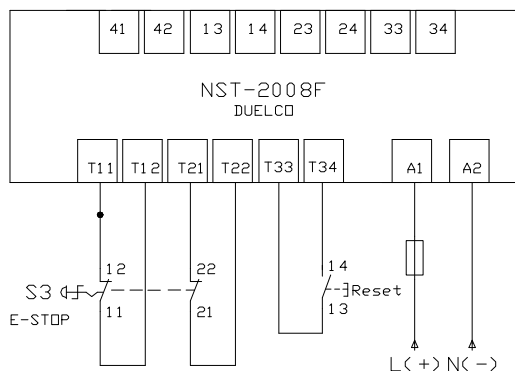 41 42 13 14 23 24 33 34
NST-2008F
DUELCO
T11 T12 T21 T22 T33 T34 A1 A2
12 22 14
S3 Reset
11 21 13
E-STOP
L(+) N(-)